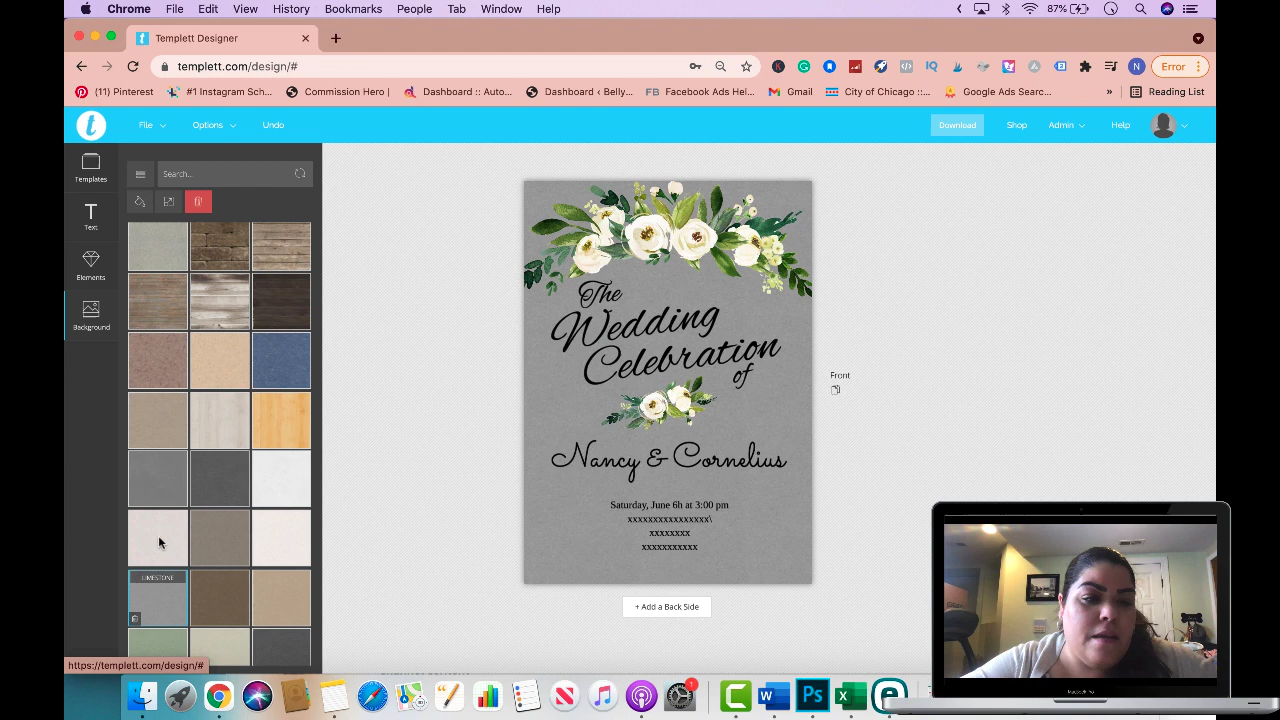 Chrome File Edit View History Bookmarks People Tab Window Help 87%
Templett Designer
templett.com/design/# Error
(11) Pinterest #1 Instagram Sch... Commission Hero | Dashboard :: Auto... Dashboard ‹ Belly... FB Facebook Ads Hel... Gmail City of Chicago :... Google Ads Searc... » Reading List
t File Options Undo Download Shop Admin Help
Templates
Search...
Text
Elements
Background
The
Wedding
Celebration
of
Front
Nancy & Cornelius
Saturday, June 6h at 3:00 pm
xxxxxxxxxxxxxxxx\
xxxxxxxx
xxxxxxxxxxx
LIMESTONE
+ Add a Back Side
https://templett.com/design/#